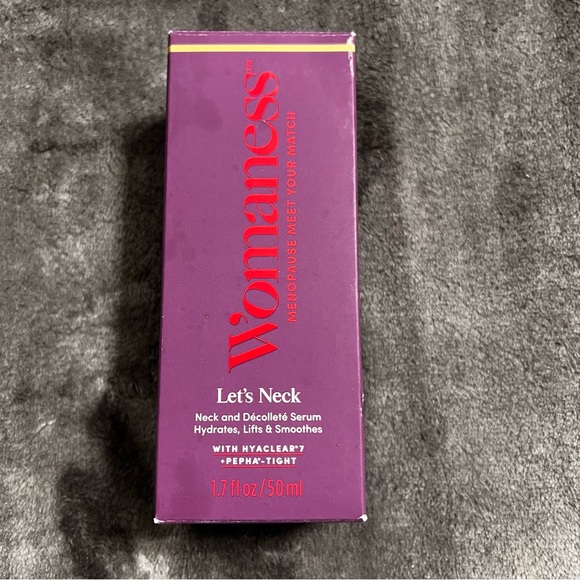 Womaness™
MENOPAUSE MEET YOUR MATCH
Let's Neck
Neck and Décolleté Serum
Hydrates, Lifts & Smoothes
WITH HYACLEAR®7
+PEPHA®-TIGHT
1.7 fl oz/50 ml